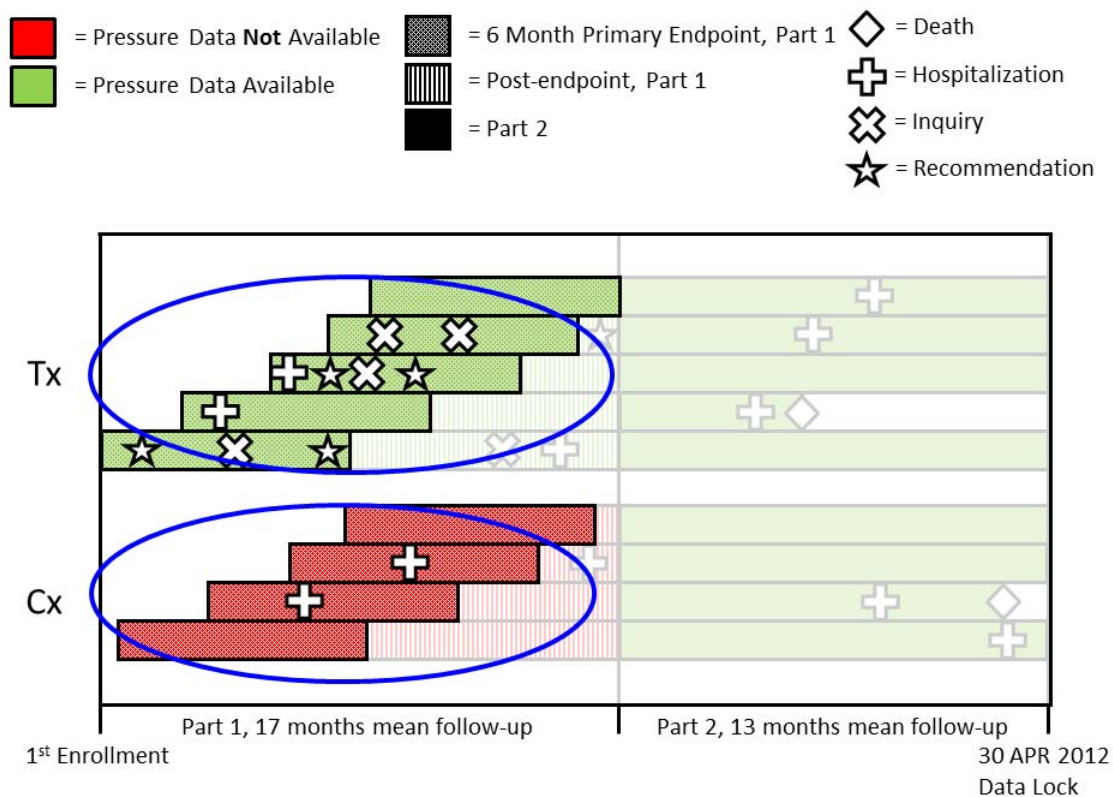 = Pressure Data Not Available
= Pressure Data Available
= 6 Month Primary Endpoint, Part 1
= Post-endpoint, Part 1
= Part 2
= Death
= Hospitalization
= Inquiry
= Recommendation
Tx
Cx
Part 1, 17 months mean follow-up
Part 2, 13 months mean follow-up
1st Enrollment
30 APR 2012
Data Lock